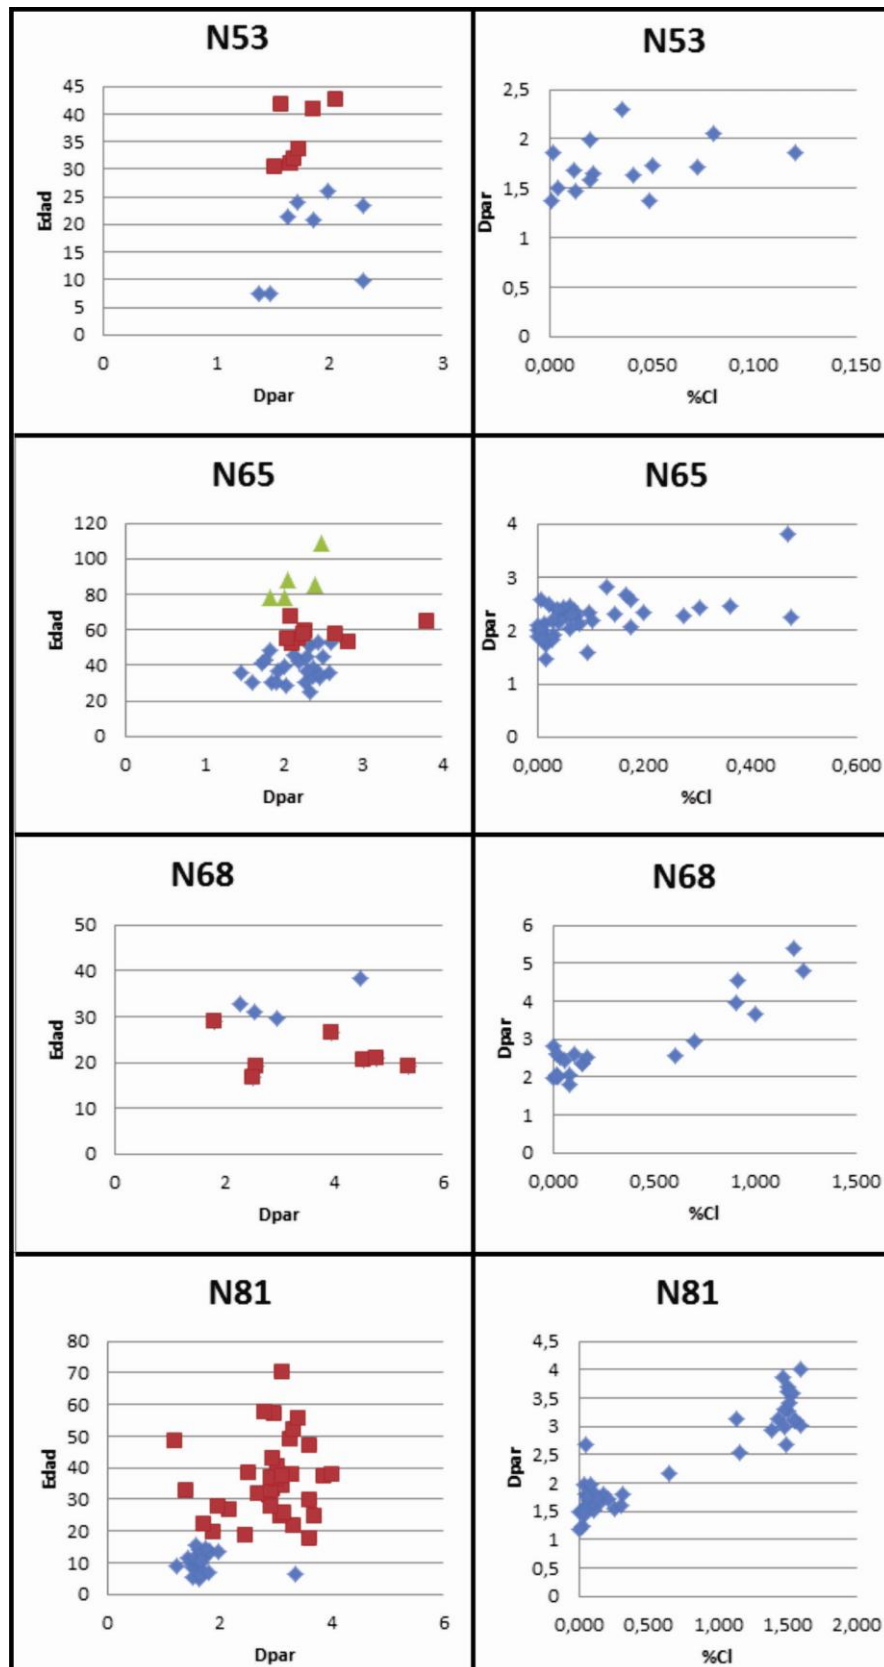 N53
45
40
35
30
25
20
15
10
5
0
Edad
0 1 2 3
Dpar
N53
2,5
2
1,5
1
0,5
0
Dpar
0,000 0,050 0,100 0,150
%Cl
N65
120
100
80
60
40
20
0
Edad
0 1 2 3 4
Dpar
N65
4
3
2
1
0
Dpar
0,000 0,200 0,400 0,600
%Cl
N68
50
40
30
20
10
0
Edad
0 2 4 6
Dpar
N68
6
5
4
3
2
1
0
Dpar
0,000 0,500 1,000 1,500
%Cl
N81
80
70
60
50
40
30
20
10
0
Edad
0 2 4 6
Dpar
N81
4,5
4
3,5
3
2,5
2
1,5
1
0,5
0
Dpar
0,000 0,500 1,000 1,500 2,000
%Cl